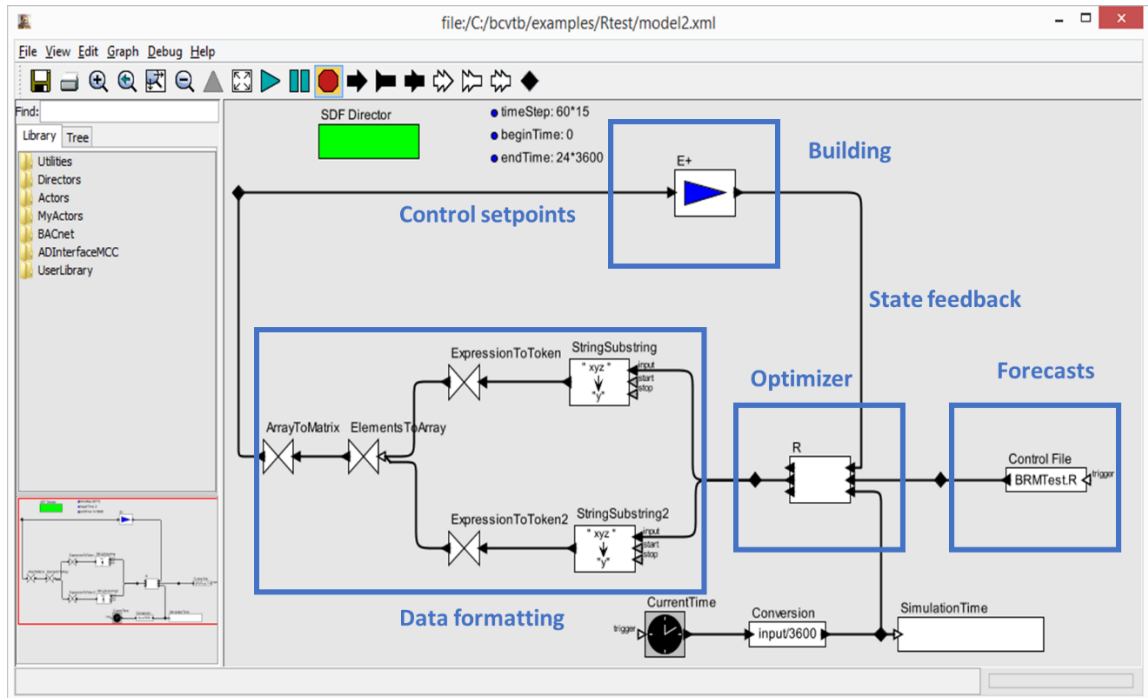 file:/C:/bcvtb/examples/Rtest/model2.xml
File View Edit Graph Debug Help
Find:
Library Tree
Utilities
Directors
Actors
MyActors
BACnet
ADInterfaceMCC
UserLibrary
SDF Director
timeStep: 60*15
beginTime: 0
endTime: 24*3600
E+
Building
Control setpoints
State feedback
ExpressionToToken
StringSubstring
" xyz "
"y"
input
start
stop
ArrayToMatrix
ElementsToArray
ExpressionToToken2
StringSubstring2
" xyz "
"y"
input
start
stop
Data formatting
Optimizer
R
Forecasts
Control File
BRMTest.R
trigger
CurrentTime
trigger
Conversion
input/3600
SimulationTime